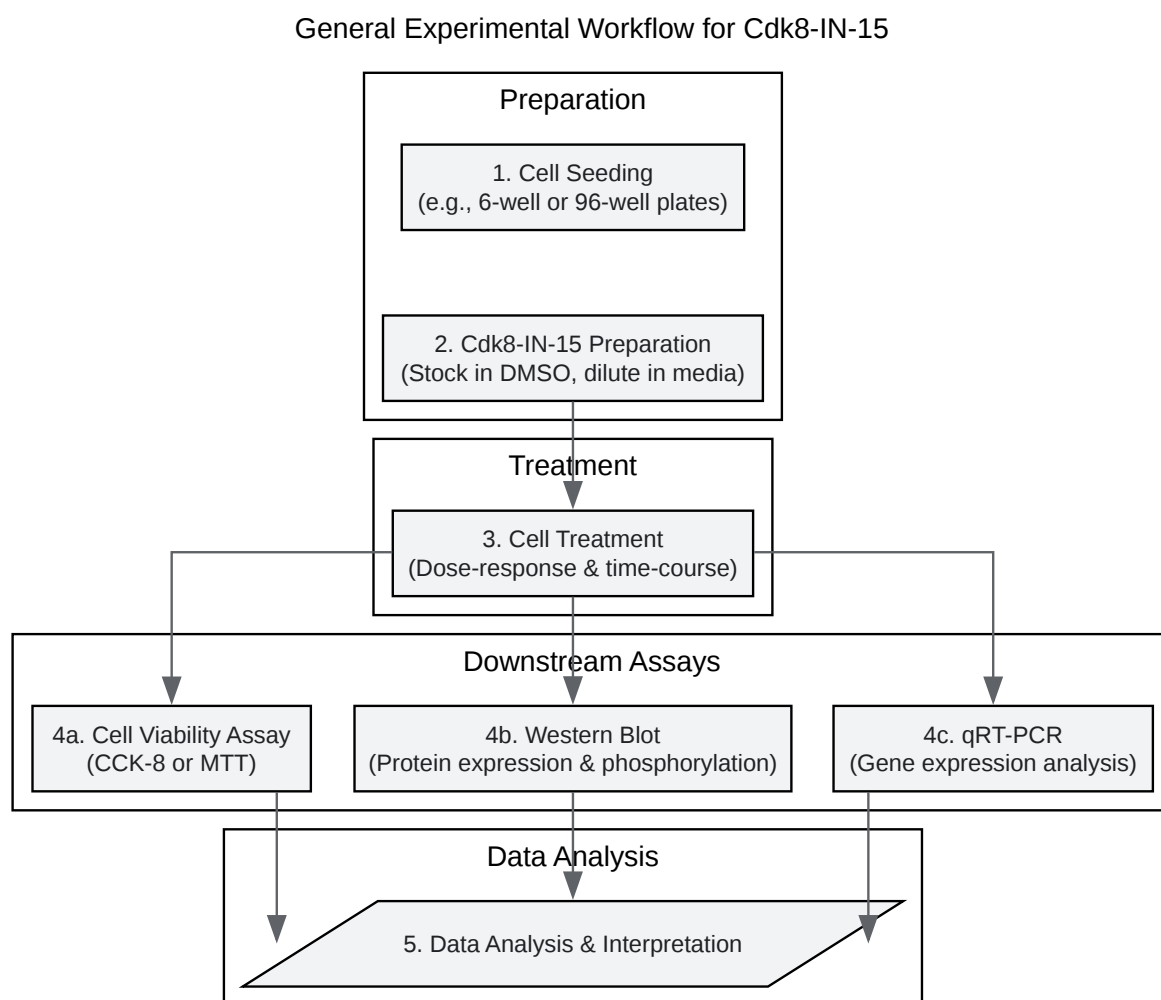 General Experimental Workflow for Cdk8-IN-15
Preparation
1. Cell Seeding
(e.g., 6-well or 96-well plates)
2. Cdk8-IN-15 Preparation
(Stock in DMSO, dilute in media)
Treatment
3. Cell Treatment
(Dose-response & time-course)
Downstream Assays
4a. Cell Viability Assay
(CCK-8 or MTT)
4b. Western Blot
(Protein expression & phosphorylation)
4c. qRT-PCR
(Gene expression analysis)
Data Analysis
5. Data Analysis & Interpretation